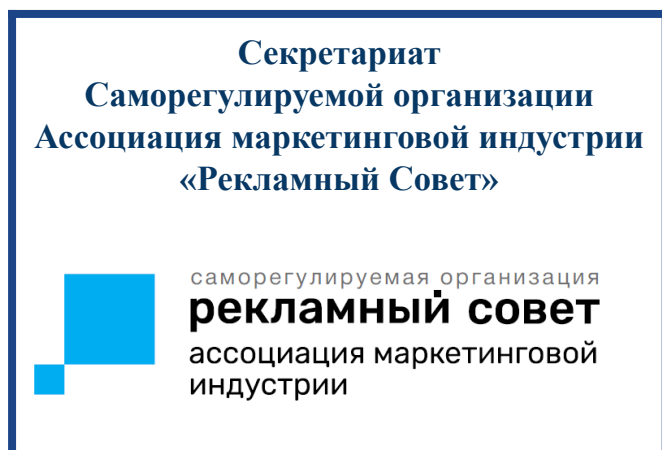 Секретариат
Саморегулируемой организации
Ассоциация маркетинговой индустрии
«Рекламный Совет»
саморегулируемая организация
рекламный совет
ассоциация маркетинговой
индустрии